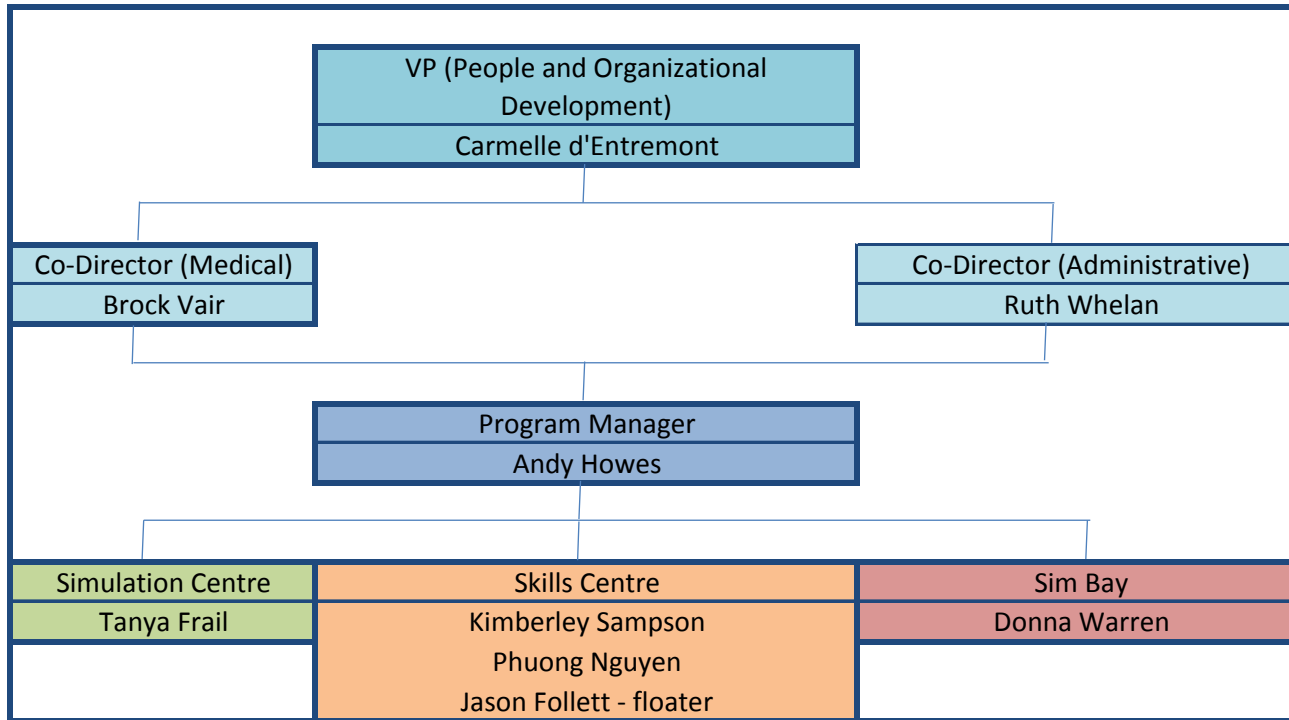 VP (People and Organizational
Development)
Carmelle d'Entremont
Co-Director (Medical)
Brock Vair
Co-Director (Administrative)
Ruth Whelan
Program Manager
Andy Howes
Simulation Centre
Tanya Frail
Skills Centre
Kimberley Sampson
Phuong Nguyen
Jason Follett - floater
Sim Bay
Donna Warren